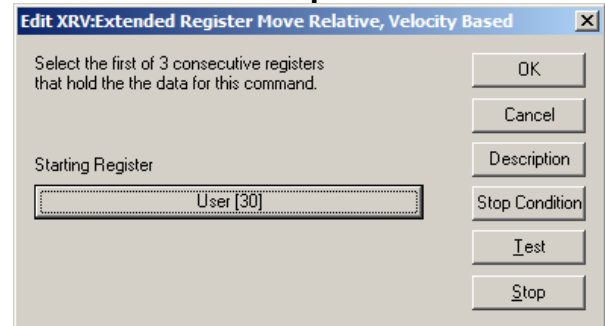 Edit XRV:Extended Register Move Relative, Velocity Based
Select the first of 3 consecutive registers
that hold the the data for this command.
Starting Register
User [30]
OK
Cancel
Description
Stop Condition
Test
Stop